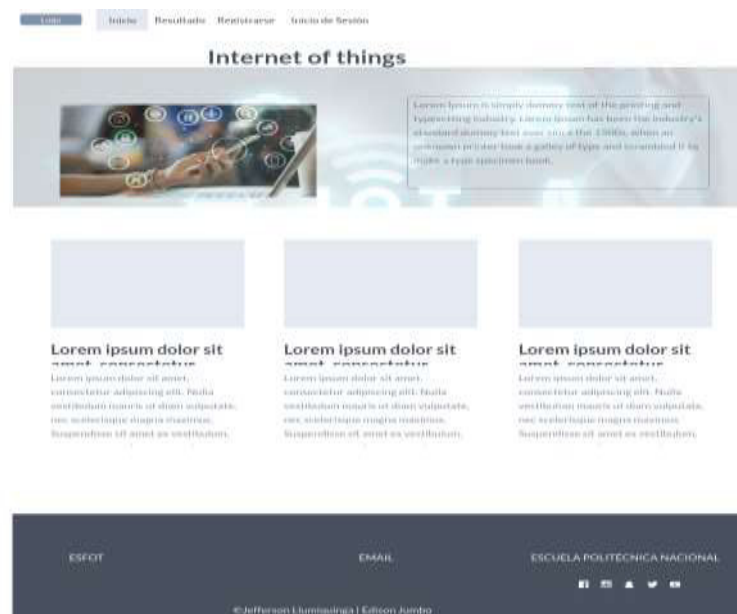 Logo
Inicio Resultado Registrarse Inicio de Sesión
Internet of things
Lorem Ipsum is simply dummy text of the printing and
typesetting industry. Lorem Ipsum has been the industry's
standard dummy text ever since the 1500s, when an
unknown printer took a galley of type and scrambled it to
make a type specimen book.
IOT
Lorem ipsum dolor sit
amet, consectetur
Lorem ipsum dolor sit amet,
consectetur adipiscing elit. Nulla
vestibulum mauris ut diam vulputate,
nec scelerisque magna maximus.
Suspendisse sit amet ex vestibulum,
Lorem ipsum dolor sit
amet, consectetur
Lorem ipsum dolor sit amet,
consectetur adipiscing elit. Nulla
vestibulum mauris ut diam vulputate,
nec scelerisque magna maximus.
Suspendisse sit amet ex vestibulum,
Lorem ipsum dolor sit
amet, consectetur
Lorem ipsum dolor sit amet,
consectetur adipiscing elit. Nulla
vestibulum mauris ut diam vulputate,
nec scelerisque magna maximus.
Suspendisse sit amet ex vestibulum,
ESFOT
EMAIL
ESCUELA POLITÉCNICA NACIONAL
©Jefferson Llumiquinga | Edison Jumbo